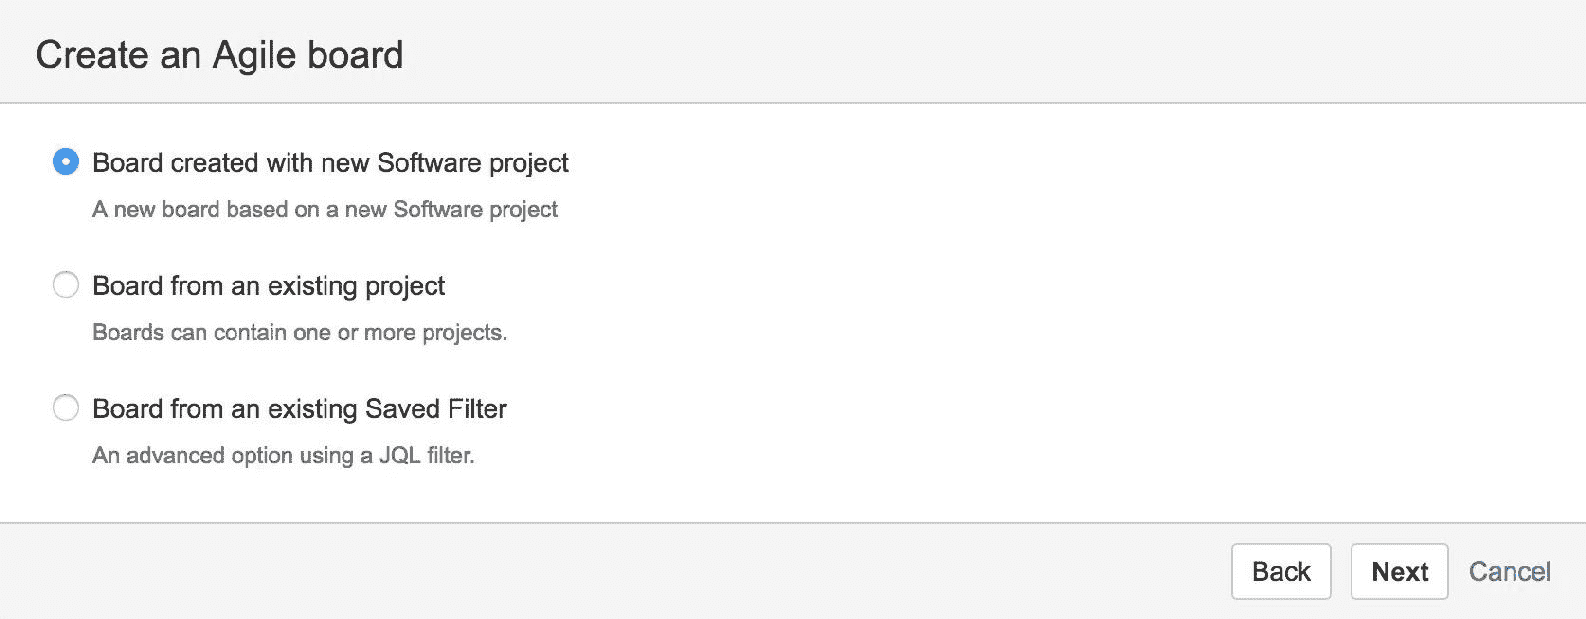 Create an Agile board
Board created with new Software project
A new board based on a new Software project
Board from an existing project
Boards can contain one or more projects.
Board from an existing Saved Filter
An advanced option using a JQL filter.
Back Next Cancel